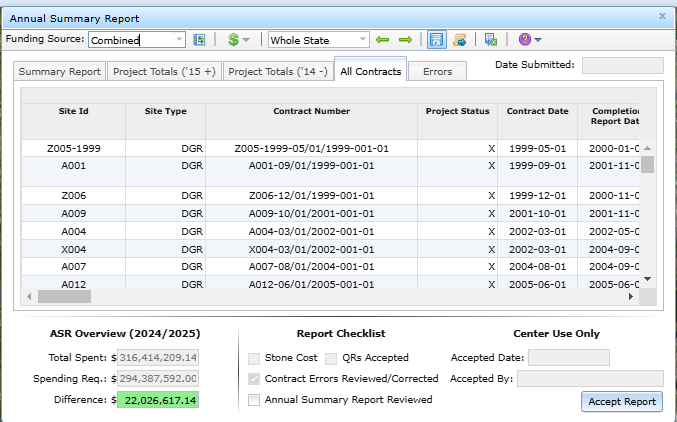 Annual Summary Report
Funding Source: Combined Whole State
Date Submitted:
Summary Report Project Totals ('15 +) Project Totals ('14 -) All Contracts Errors
Site Id Site Type Contract Number Project Status Contract Date Completion
Report Dat
Z005-1999 DGR Z005-1999-05/01/1999-001-01 X 1999-05-01 2000-01-0
A001 DGR A001-09/01/1999-001-01 X 1999-09-01 2001-11-0
Z006 DGR Z006-12/01/1999-001-01 X 1999-12-01 2000-11-0
A009 DGR A009-10/01/2001-001-01 X 2001-10-01 2001-11-0
A004 DGR A004-03/01/2002-001-01 X 2002-03-01 2002-05-0
X004 DGR X004-03/01/2002-001-01 X 2002-03-01 2004-09-0
A007 DGR A007-08/01/2004-001-01 X 2004-08-01 2004-09-0
A012 DGR A012-06/01/2005-001-01 X 2005-06-01 2005-06-0
ASR Overview (2024/2025) Report Checklist Center Use Only
Total Spent: $ 316,414,209.14 Stone Cost QRs Accepted Accepted Date:
Spending Req.: $ 294,387,592.00 Contract Errors Reviewed/Corrected Accepted By:
Difference: $ 22,026,617.14 Annual Summary Report Reviewed Accept Report